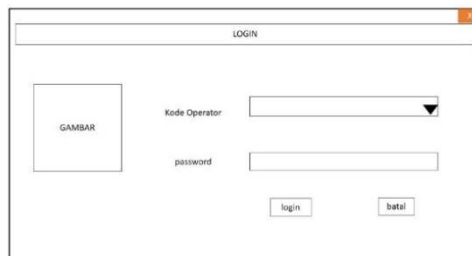 X
LOGIN
GAMBAR
Kode Operator
password
login
batal